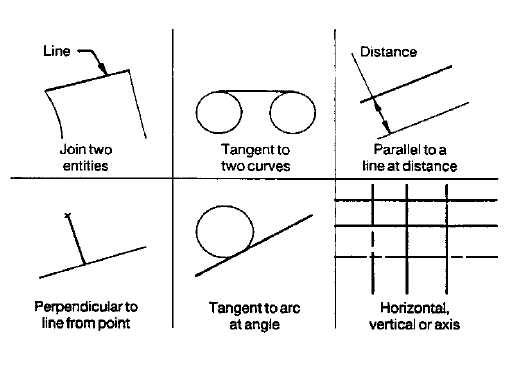 Line
Join two
entities
Tangent to
two curves
Distance
Parallel to a
line at distance
Perpendicular to
line from point
Tangent to arc
at angle
Horizontal,
vertical or axis